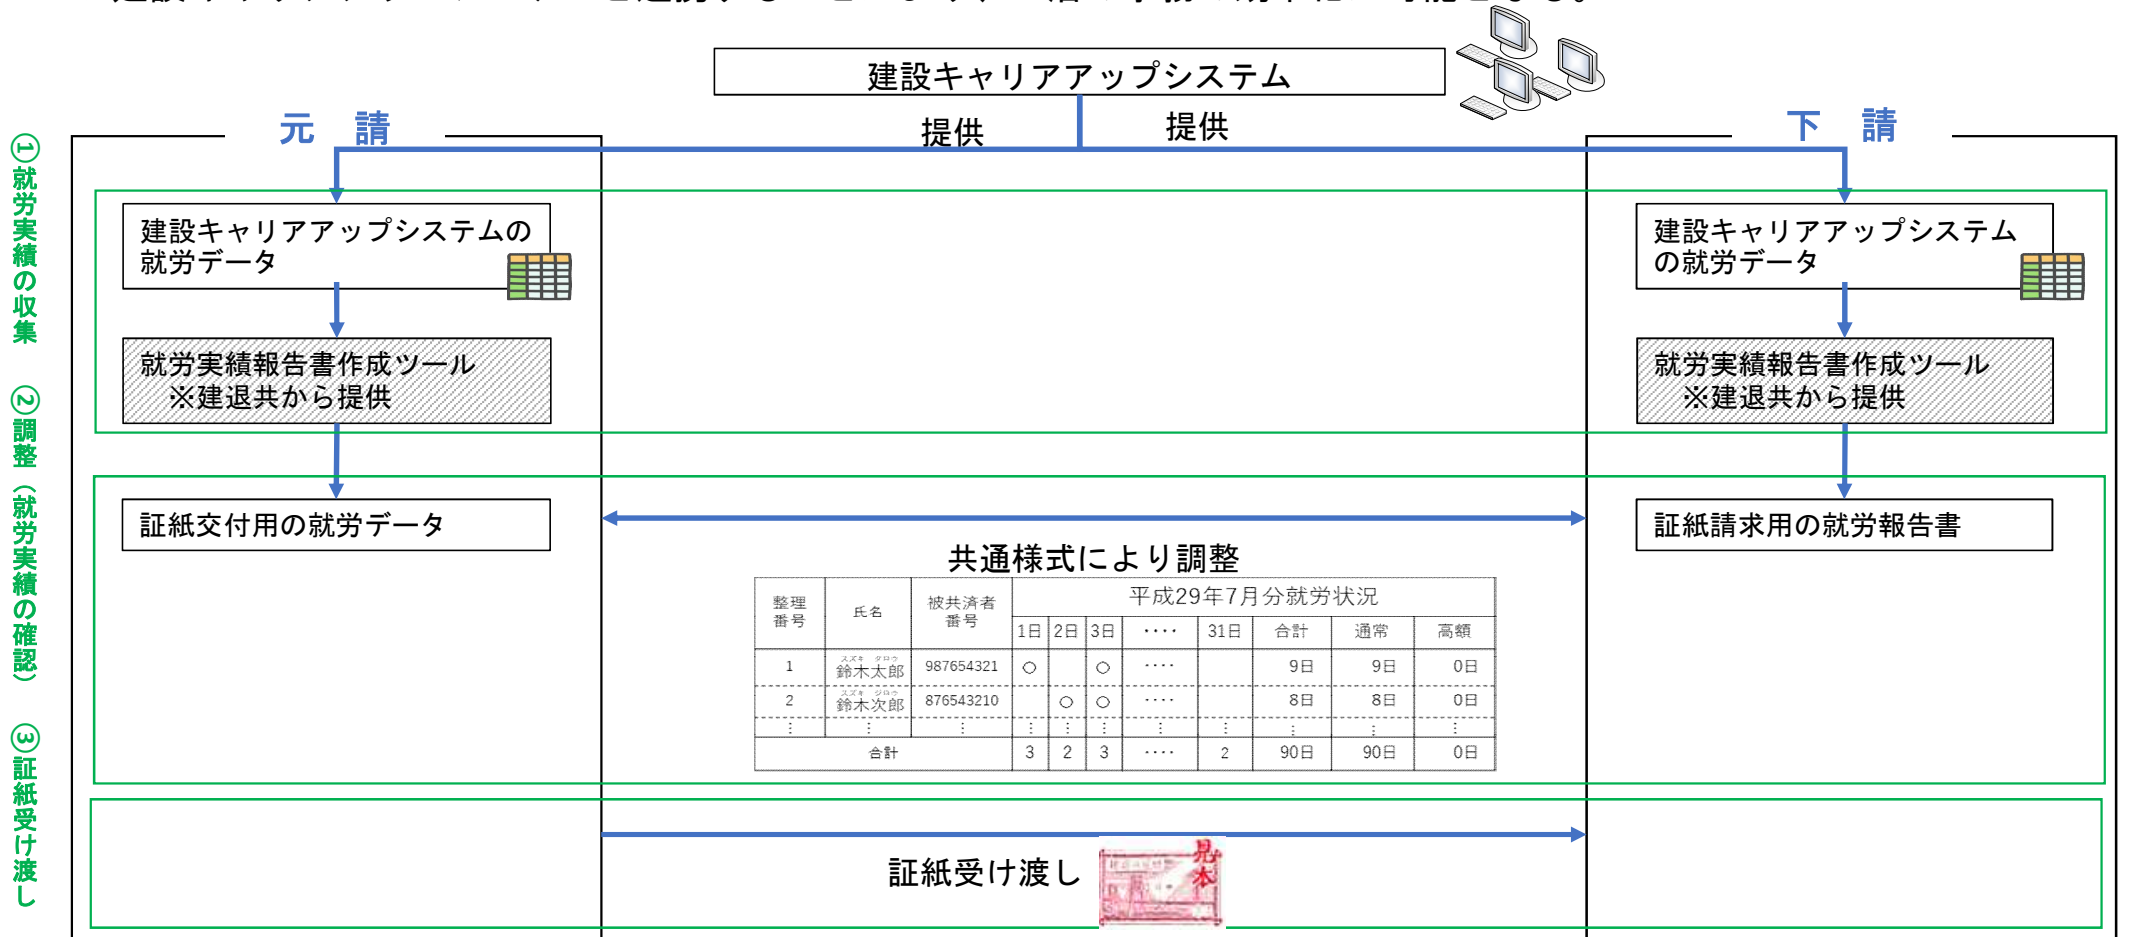 建設キャリアアップシステム
提供
提供
元 請
下 請
①就労実績の収集
②調整（就労実績の確認）
③証紙受け渡し
建設キャリアアップシステムの
就労データ
就労実績報告書作成ツール
※建退共から提供
証紙交付用の就労データ
建設キャリアアップシステム
の就労データ
就労実績報告書作成ツール
※建退共から提供
証紙請求用の就労報告書
共通様式により調整
整理番号 氏名 被共済者番号 平成29年7月分就労状況
1日 2日 3日 ‥‥ 31日 合計 通常 高額
スズキ タロウ
1 鈴木太郎 987654321 ○ ○ ‥‥ 9日 9日 0日
スズキ ジロウ
2 鈴木次郎 876543210 ○ ○ ‥‥ 8日 8日 0日
⋮ ⋮ ⋮ ⋮ ⋮ ⋮ ⋮ ⋮ ⋮ ⋮ ⋮
合計 3 2 3 ‥‥ 2 90日 90日 0日
証紙受け渡し
見本